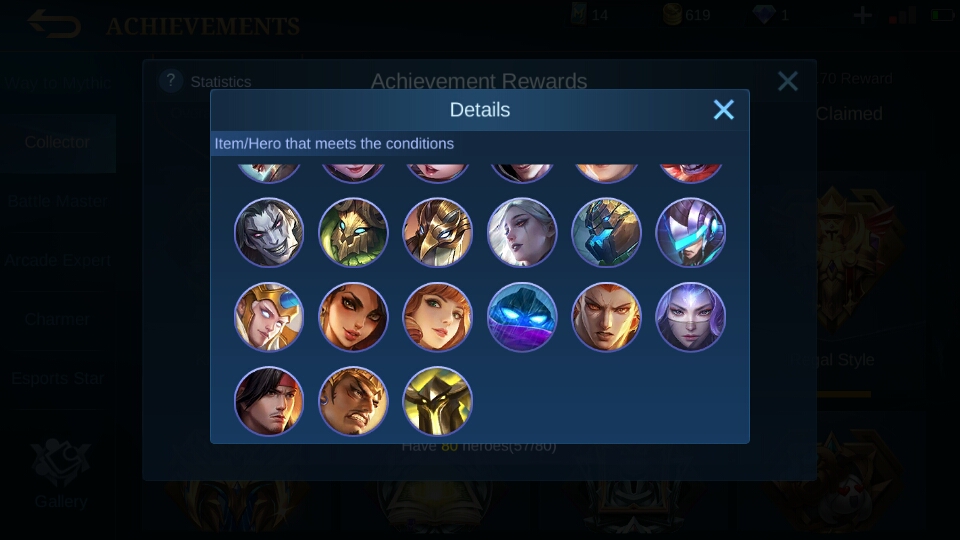 ACHIEVEMENTS
14
619
1
Way to Mythic
? Statistics
Achievement Rewards
70 Reward
Details
Claimed
Collector
Item/Hero that meets the conditions
Battle Master
Arcade Expert
Charmer
al Style
Esports Star
Have 80 heroes(57/80)
Gallery